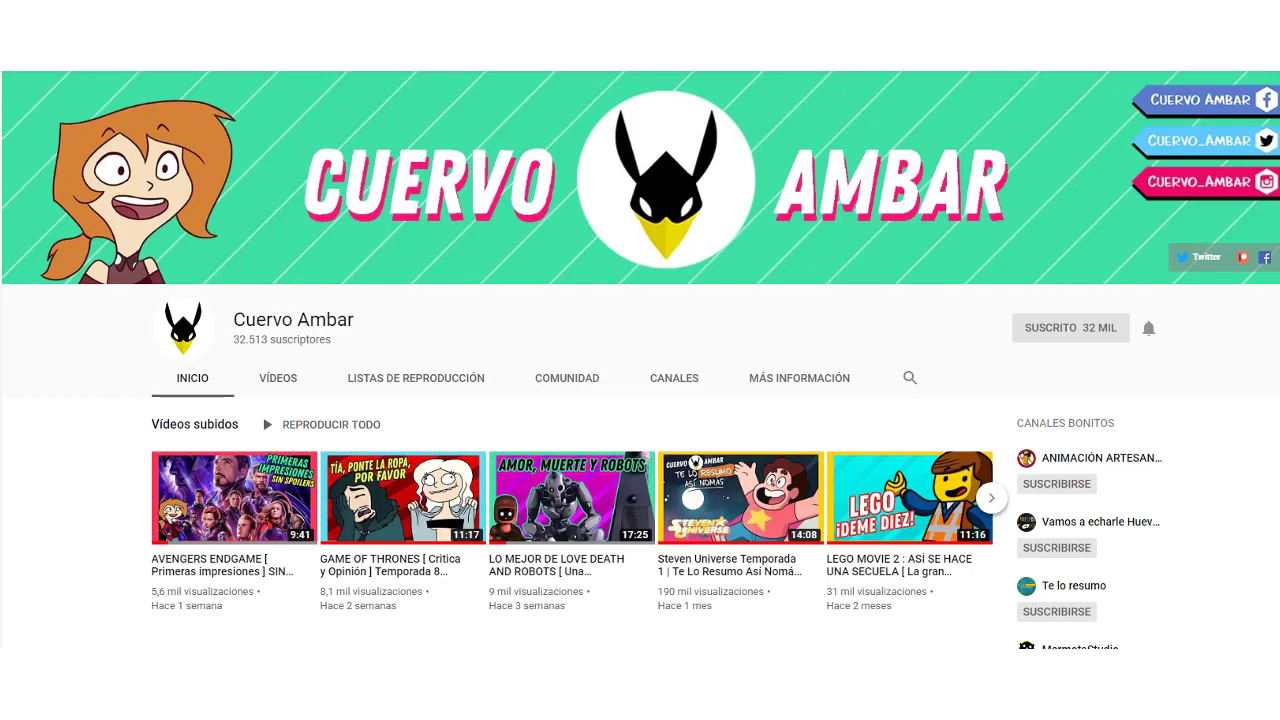 CUERVO AMBAR
CUERVO AMBAR
CUERVO_AMBAR
CUERVO_AMBAR
Twitter
Cuervo Ambar
32.513 suscriptores
SUSCRITO 32 MIL
INICIO
VÍDEOS
LISTAS DE REPRODUCCIÓN
COMUNIDAD
CANALES
MÁS INFORMACIÓN
Vídeos subidos
REPRODUCIR TODO
PRIMERAS
IMPRESIONES
SIN SPOILERS
9:41
AVENGERS ENDGAME [
Primeras impresiones ] SIN...
5,6 mil visualizaciones •
Hace 1 semana
TÍA, PONTE LA ROPA,
POR FAVOR
11:17
GAME OF THRONES [ Critica
y Opinión ] Temporada 8...
8,1 mil visualizaciones •
Hace 2 semanas
AMOR, MUERTE Y ROBOTS
17:25
LO MEJOR DE LOVE DEATH
AND ROBOTS [ Una...
9 mil visualizaciones •
Hace 3 semanas
CUERVO AMBAR
TE LO RESUMO
ASÍ NOMÁS
STEVEN
UNIVERSE
14:08
Steven Universe Temporada
1 | Te Lo Resumo Así Nomá...
190 mil visualizaciones •
Hace 1 mes
LEGO
¡DEME DIEZ!
11:16
LEGO MOVIE 2 : ASÍ SE HACE
UNA SECUELA [ La gran...
31 mil visualizaciones •
Hace 2 meses
CANALES BONITOS
ANIMACIÓN ARTESAN...
SUSCRIBIRSE
Vamos a echarle Huev...
SUSCRIBIRSE
Te lo resumo
SUSCRIBIRSE